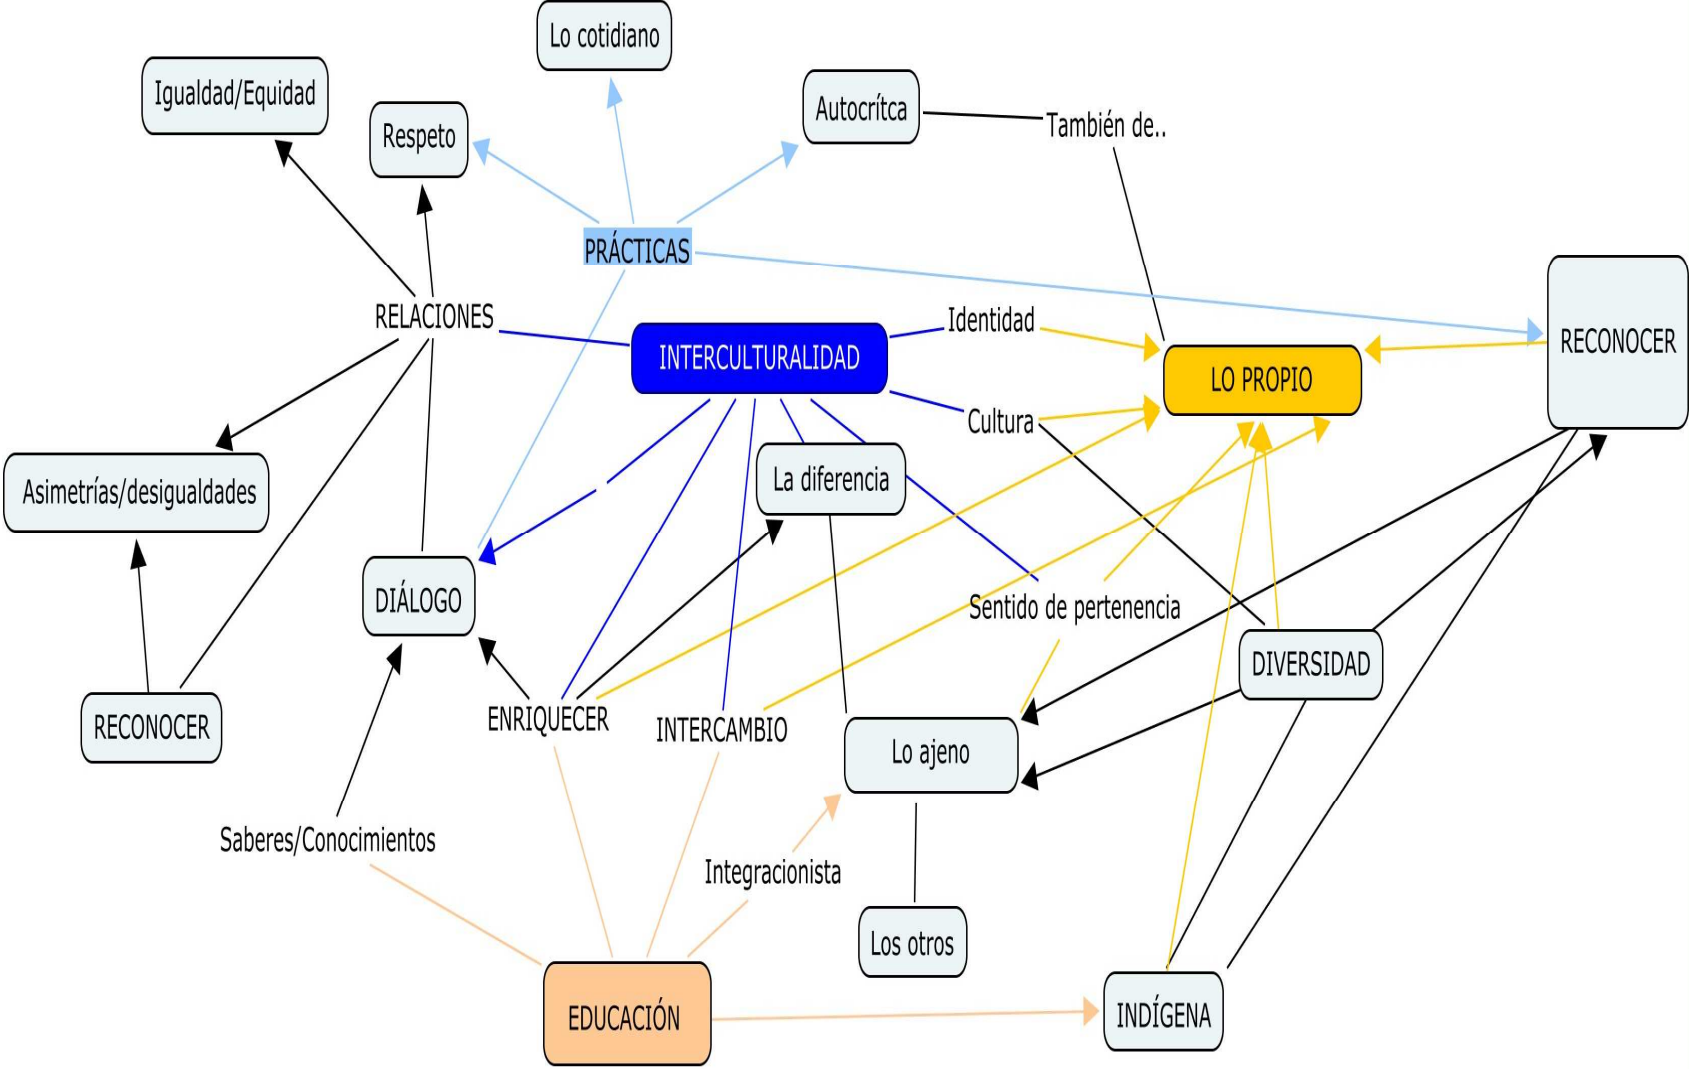 Lo cotidiano
Igualdad/Equidad
Autocrítca
Respeto
También de..
PRÁCTICAS
RELACIONES
Identidad
RECONOCER
INTERCULTURALIDAD
LO PROPIO
Cultura
Asimetrías/desigualdades
La diferencia
DIÁLOGO
Sentido de pertenencia
DIVERSIDAD
RECONOCER
ENRIQUECER
INTERCAMBIO
Lo ajeno
Saberes/Conocimientos
Integracionista
Los otros
EDUCACIÓN
INDÍGENA